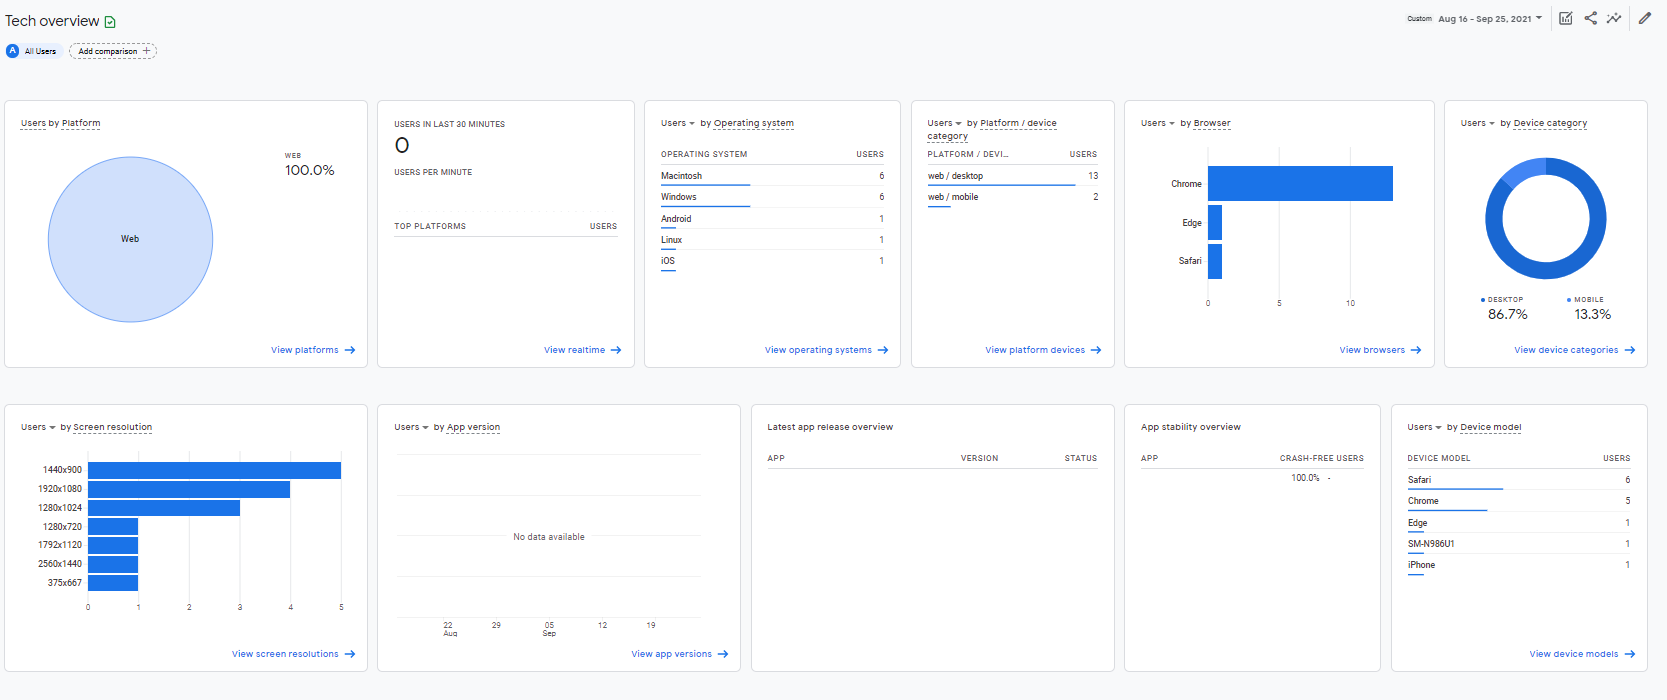 Tech overview
Custom Aug 16 - Sep 25, 2021
A All Users Add comparison +
Users by Platform
WEB
100.0%
Web
View platforms
USERS IN LAST 30 MINUTES
0
USERS PER MINUTE
TOP PLATFORMS USERS
View realtime
Users by Operating system
OPERATING SYSTEM USERS
Macintosh 6
Windows 6
Android 1
Linux 1
iOS 1
View operating systems
Users by Platform / device
category
PLATFORM / DEVI... USERS
web / desktop 13
web / mobile 2
View platform devices
Users by Browser
Chrome
Edge
Safari
0 5 10
View browsers
Users by Device category
DESKTOP MOBILE
86.7% 13.3%
View device categories
Users by Screen resolution
1440x900
1920x1080
1280x1024
1280x720
1792x1120
2560x1440
375x667
0 1 2 3 4 5
View screen resolutions
Users by App version
No data available
22 29 05 12 19
Aug Sep
View app versions
Latest app release overview
APP VERSION STATUS
App stability overview
APP CRASH-FREE USERS
100.0% -
Users by Device model
DEVICE MODEL USERS
Safari 6
Chrome 5
Edge 1
SM-N986U1 1
iPhone 1
View device models